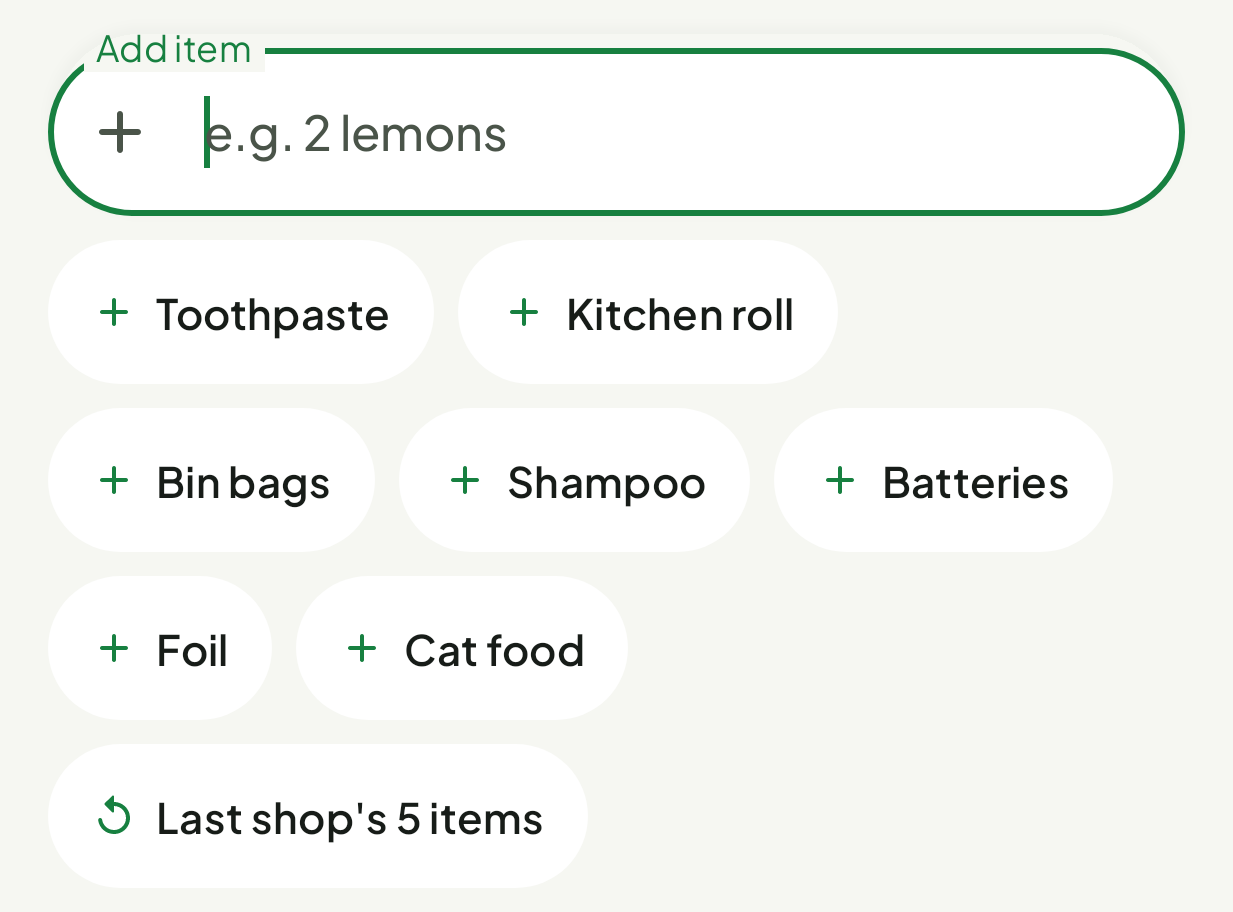 Add item
e.g. 2 lemons
Toothpaste
Kitchen roll
Bin bags
Shampoo
Batteries
Foil
Cat food
Last shop's 5 items